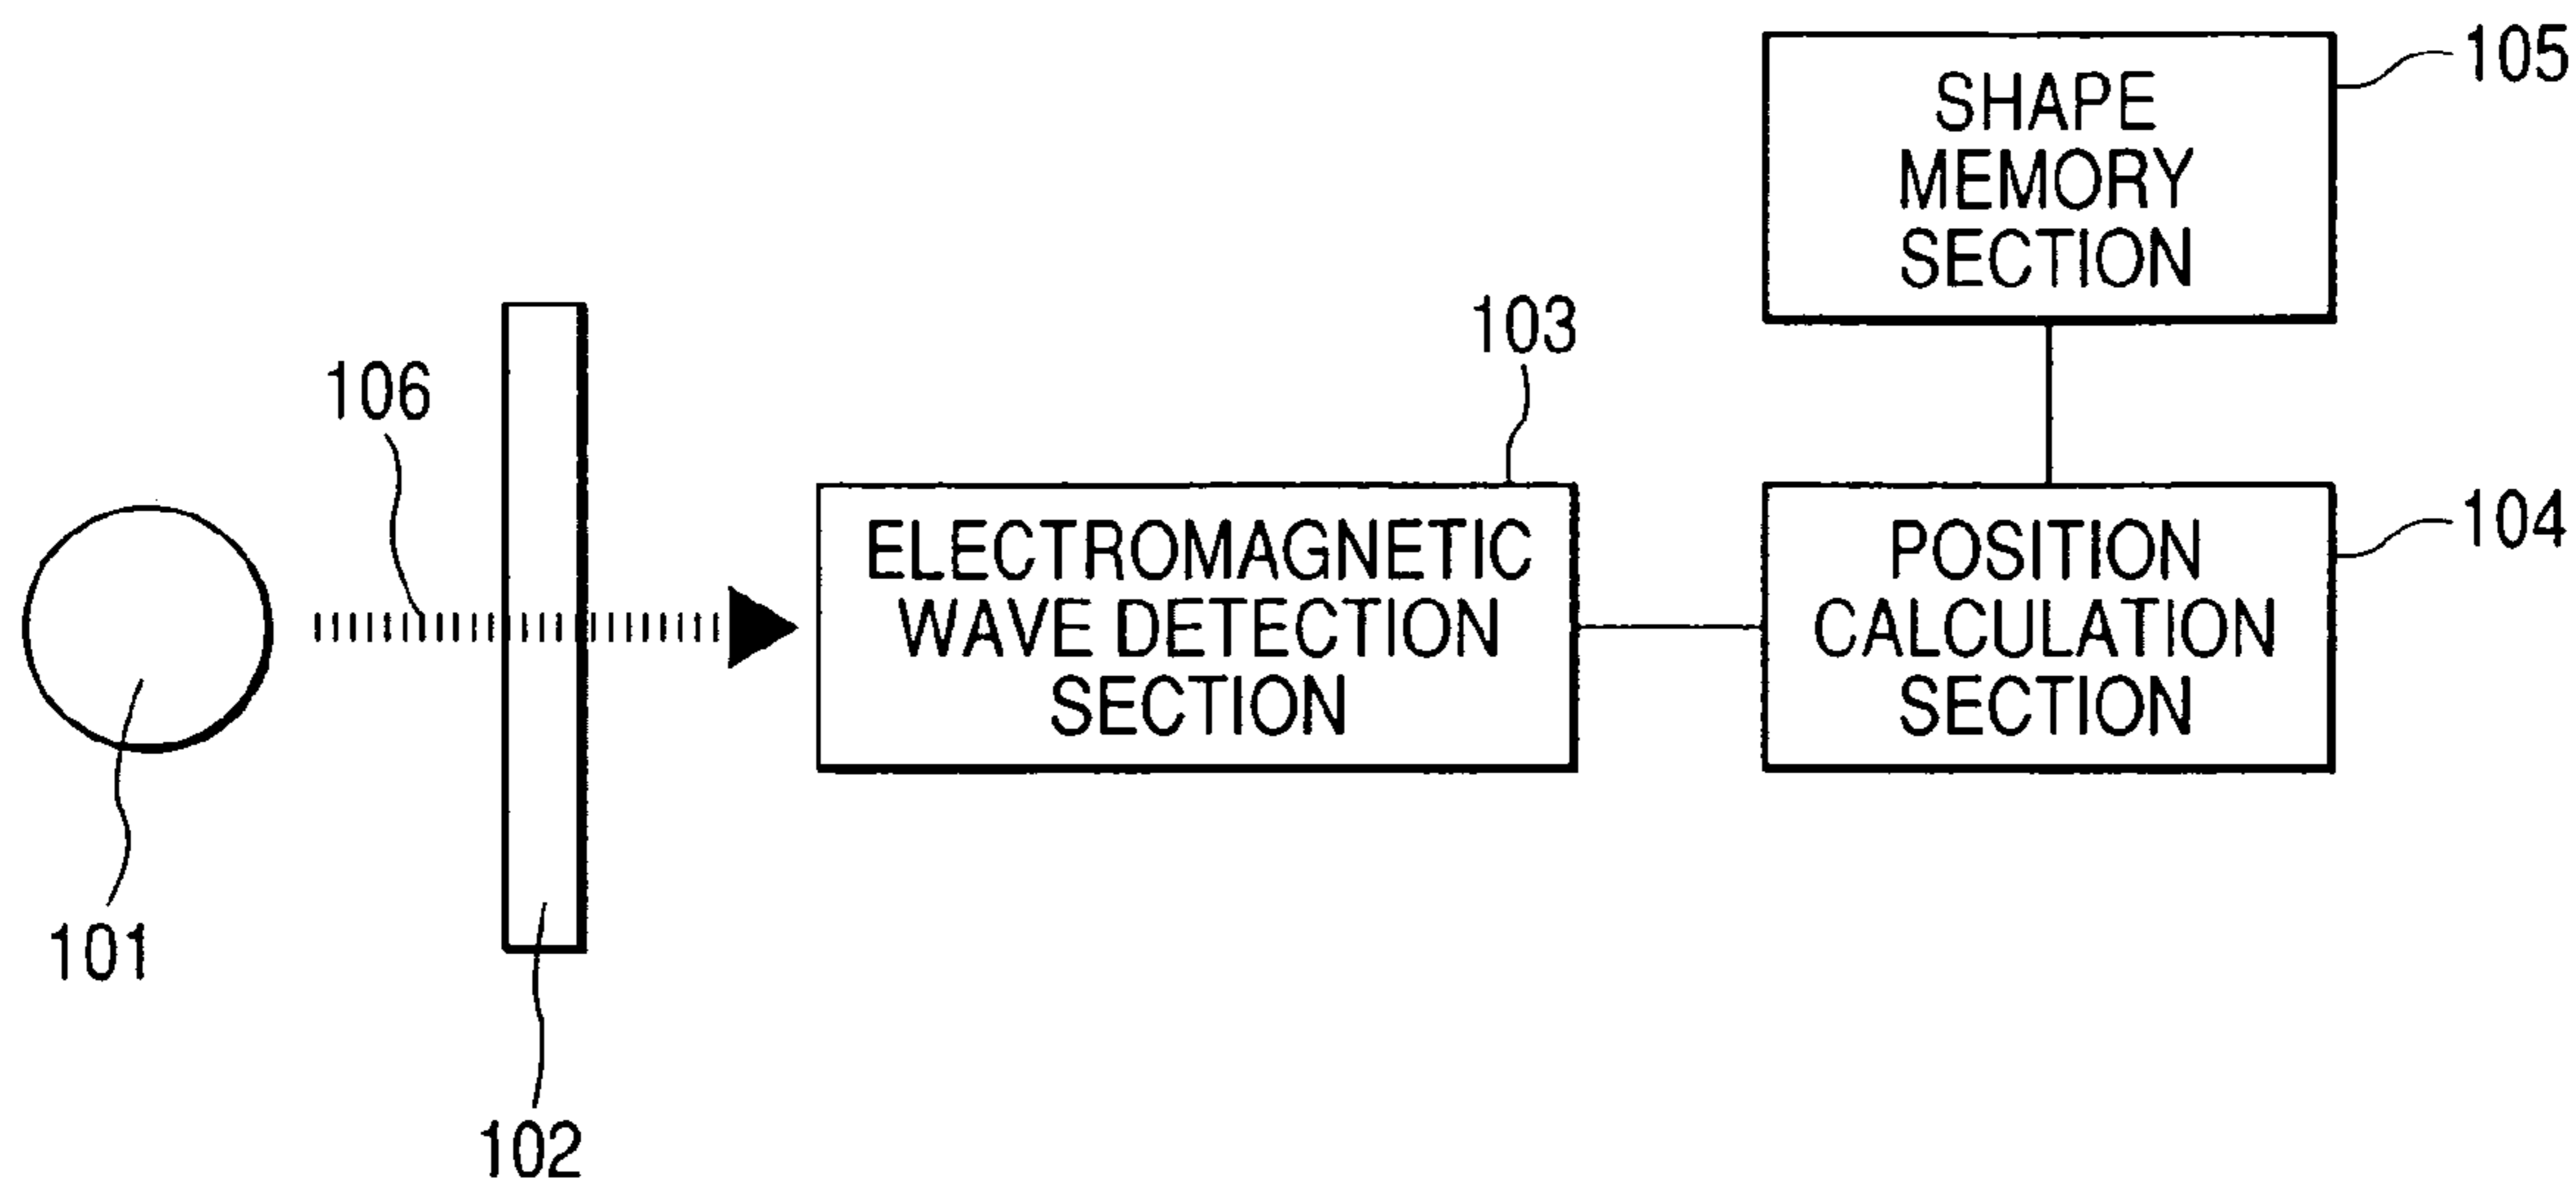 105
SHAPE
MEMORY
SECTION
103
106
104
ELECTROMAGNETIC
WAVE DETECTION
SECTION
POSITION
CALCULATION
SECTION
101
102